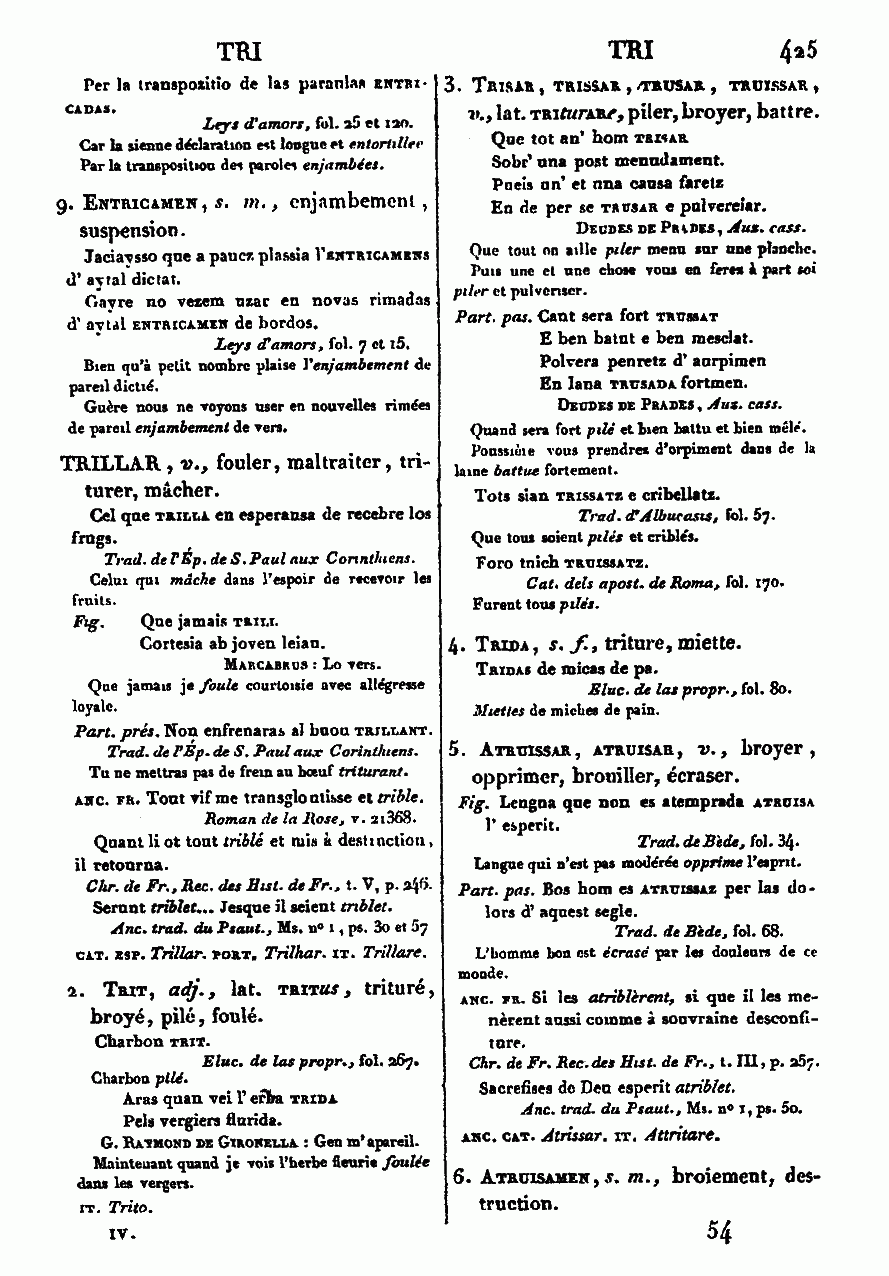 TRI
TRI 425
Per la transpozitio de las paraulas ENTRI-
CADAS.
Leys d'amors, fol. 25 et 120.
Car la sienne déclaration est longue et entortillée
Par la transposition des paroles enjambées.
9. ENTRICAMEN, s. m., enjambement,
suspension.
Jaciaysso que a paucz plassia l'ENTRICAMENS
d' aytal dictat.
Gayre no vezem uzar en novas rimadas
d' aytal ENTRICAMEN de bordos.
Leys d'amors, fol. 7 et 15.
Bien qu'à petit nombre plaise l'enjambement de
pareil dictié.
Guère nous ne voyons user en nouvelles rimées
de pareil enjambement de vers.
TRILLAR, v., fouler, maltraiter, tri-
turer, mâcher.
Cel que TRILLA en esperansa de recebre los
frugs.
Trad. de l'Ép. de S. Paul aux Corinthiens.
Celui qui mâche dans l'espoir de recevoir les
fruits.
Fig. Que jamais TRILL
Cortesia ab joven leian.
MARCABRUS : Lo vers.
Que jamais je foule courtoisie avec allégresse
loyale.
Part. prés. Non enfrenaras al buou TRILLANT.
Trad. de l'Ép. de S. Paul aux Corinthiens.
Tu ne mettras pas de frein au bœuf triturant.
ANC. FR. Tout vif me transgloutisse et trible.
Roman de la Rose, v. 21368.
Quant li ot tout triblé et mis à destinction,
il retourna.
Chr. de Fr., Rec. des Hist. de Fr., t. V, p. 246.
Serunt triblet... Jesque il seient triblet.
Anc. trad. du Psaut., Ms. nº 1, ps. 30 et 57
CAT. ESP. Trillar. PORT. Trilhar. IT. Trillare.
2. TRIT, adj., lat. TRITus, trituré,
broyé, pilé, foulé.
Charbon TRIT.
Eluc. de las propr., fol. 267.
Charbon pilé.
Aras quan vei l' erba TRIDA
Pels vergiers flurida.
G. RAYMOND DE GIRONELLA : Gen m'apareil.
Maintenant quand je vois l'herbe fleurie foulée
dans les vergers.
IT. Trito.
IV.
3. TRISAR, TRISSAR, TRUSAR, TRUISSAR,
v., lat. TRITurARe, piler, broyer, battre.
Que tot an' hom TRISAR
Sobr' una post menudament.
Pueis un' et una causa faretz
En de per se TRUSAR e pulverciar.
DEUDES DE PRADES, Aus. cass.
Que tout on aille piler menu sur une planche.
Puis une et une chose vous en feres à part soi
piler et pulveriser.
Part. pas. Cant sera fort TRUSSAT
E ben batut e ben mesclat.
Polvera penretz d' aurpimen
En lana TRUSADA fortmen.
DEUDES DE PRADES, Aus. cass.
Quand sera fort pilé et bien battu et bien mêlé.
Poussière vous prendres d'orpiment dans de la
laine battue fortement.
Tots sian TRISSATZ e cribellatz.
Trad. d'Albucasis, fol. 57.
Que tous soient pilés et criblés.
Foro tuich TRUISSATZ.
Cat. dels apost. de Roma, fol. 170.
Furent tous pilés.
4. TRIDA, s. f., triture, miette.
TRIDAS de micas de pa.
Eluc. de las propr., fol. 80.
Miettes de miches de pain.
5. ATRUISSAR, ATRUISAR, v., broyer,
opprimer, brouiller, écraser.
Fig. Lengua que non es atemprada ATRUISA
l' esperit.
Trad. de Bède, fol. 34.
Langue qui n'est pas modérée opprime l'esprit.
Part. pas. Bos hom es ATRUISSAZ per las do-
lors d' aquest segle.
Trad. de Bède, fol. 68.
L'homme bon est écrasé par les douleurs de ce
monde.
ANC. FR. Si les atriblèrent, si que il les me-
nèrent aussi comme à souvraine desconfi-
ture.
Chr. de Fr. Rec. des Hist. de Fr., t. III, p. 257.
Sacrefises de Deu esperit atriblet.
Anc. trad. du Psaut., Ms. nº 1, ps. 50.
ANC. CAT. Atrissar. IT. Attritare.
6. ATRUISAMEN, s. m., broiement, des-
truction.
54